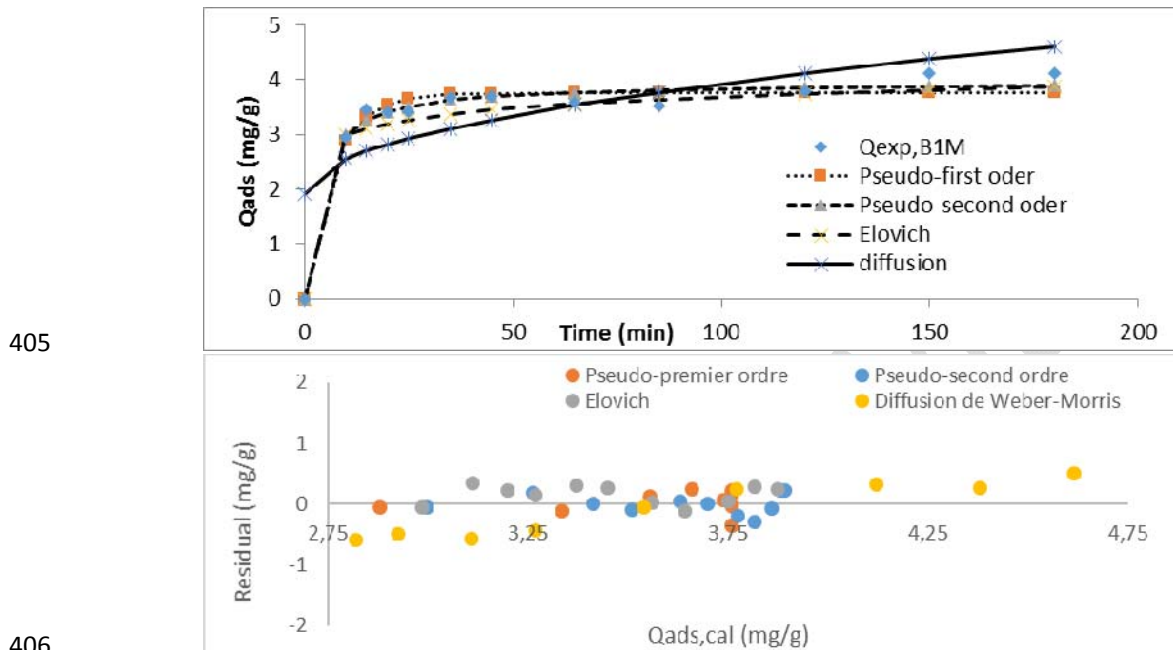 5
4
3
2
1
0
Qads (mg/g)
Qexp,B1M
Pseudo-first oder
Pseudo second oder
Elovich
diffusion
0 50 100 150 200
Time (min)
405
Pseudo-premier ordre Pseudo-second ordre
Elovich Diffusion de Weber-Morris
2
1
0
-1
-2
Residual (mg/g)
2,75 3,25 3,75 4,25 4,75
Qads,cal (mg/g)
406